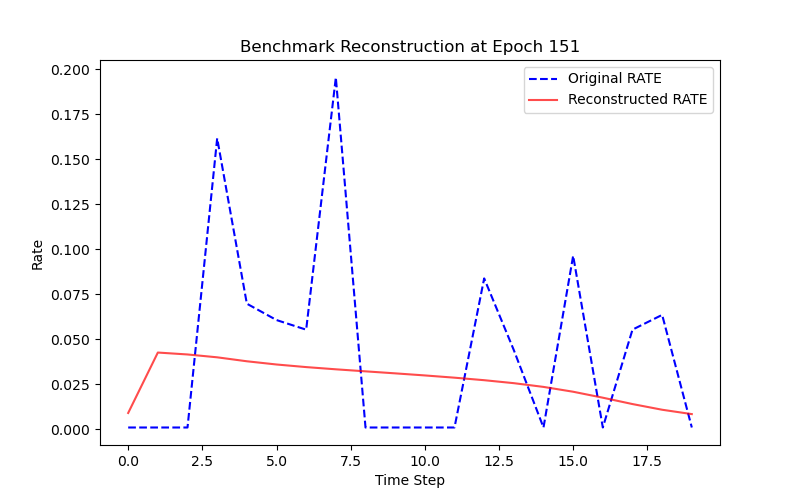 Benchmark Reconstruction at Epoch 151
Original RATE
Reconstructed RATE
Rate
0.200
0.175
0.150
0.125
0.100
0.075
0.050
0.025
0.000
0.0 2.5 5.0 7.5 10.0 12.5 15.0 17.5
Time Step